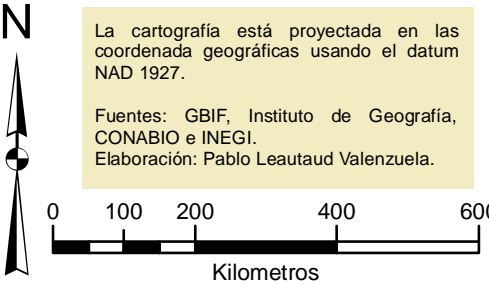 N
La cartografía está proyectada en las
coordenada geográficas usando el datum
NAD 1927.
Fuentes: GBIF, Instituto de Geografía,
CONABIO e INEGI.
Elaboración: Pablo Leautaud Valenzuela.
0 100 200 400 600
Kilometros